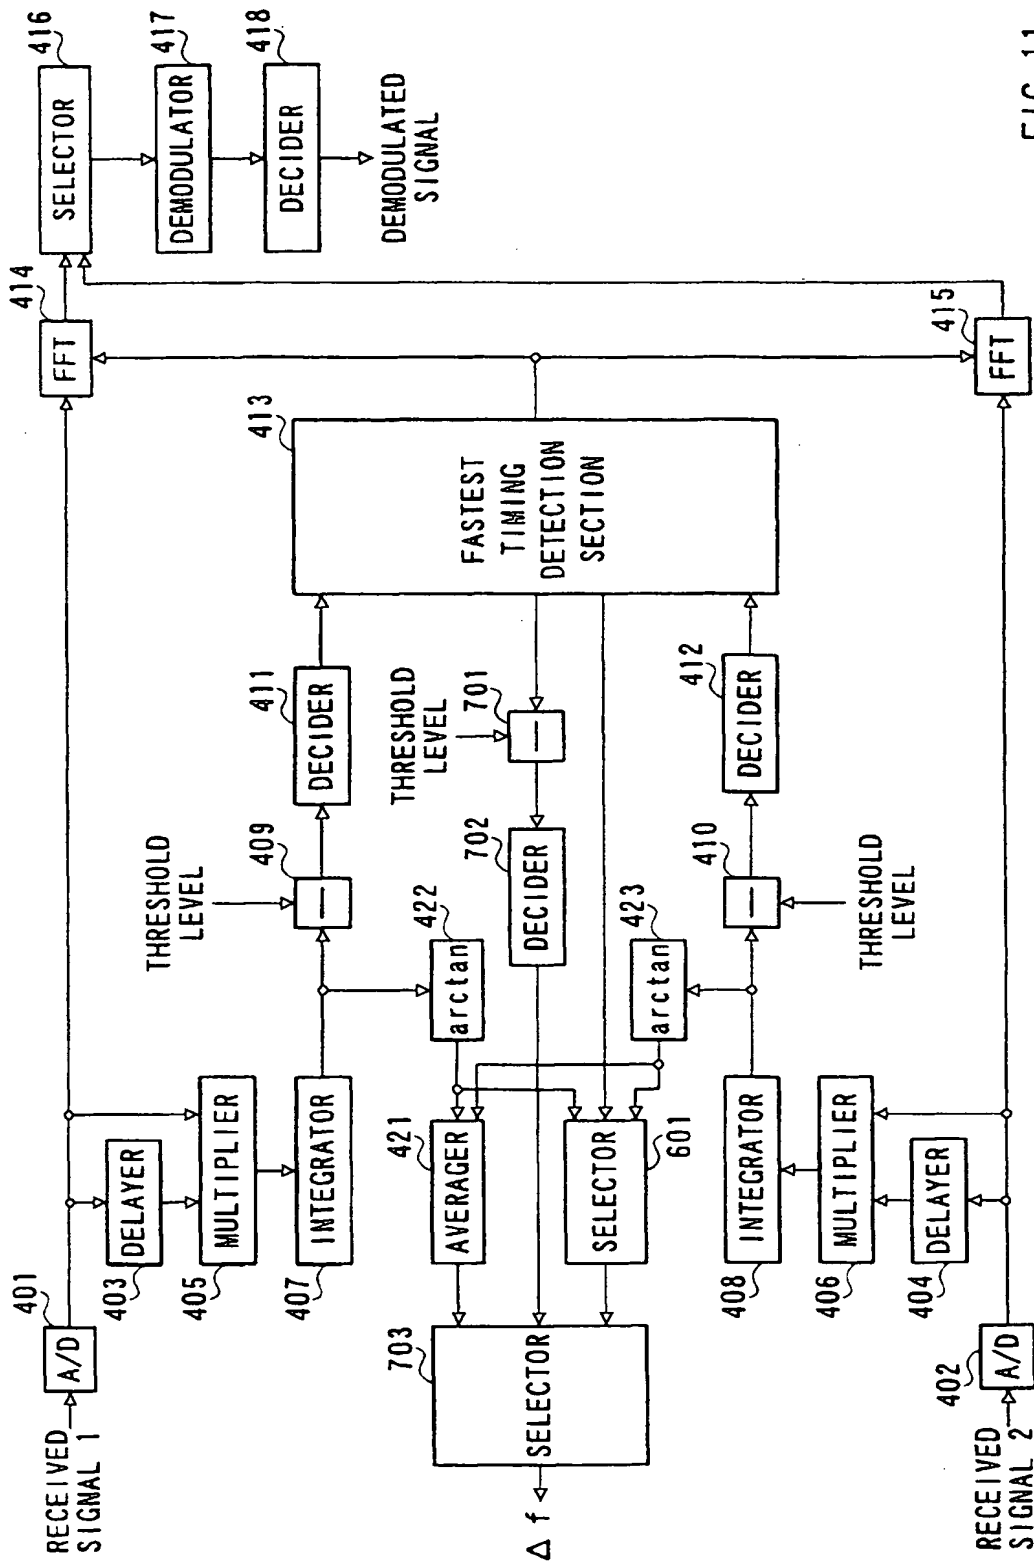 RECEIVED
SIGNAL 1
401
A/D
403
DELAYER
405
MULTIPLIER
407
INTEGRATOR
THRESHOLD
LEVEL
409
411
DECIDER
413
FASTEST
TIMING
DETECTION
SECTION
414
FFT
416
SELECTOR
417
DEMODULATOR
418
DECIDER
DEMODULATED
SIGNAL
Δ f
703
SELECTOR
421
AVERAGER
422
arctan
702
DECIDER
THRESHOLD
LEVEL
701
SELECTOR
601
423
arctan
RECEIVED
SIGNAL 2
402
A/D
404
DELAYER
406
MULTIPLIER
408
INTEGRATOR
410
THRESHOLD
LEVEL
412
DECIDER
415
FFT
FIG. 11